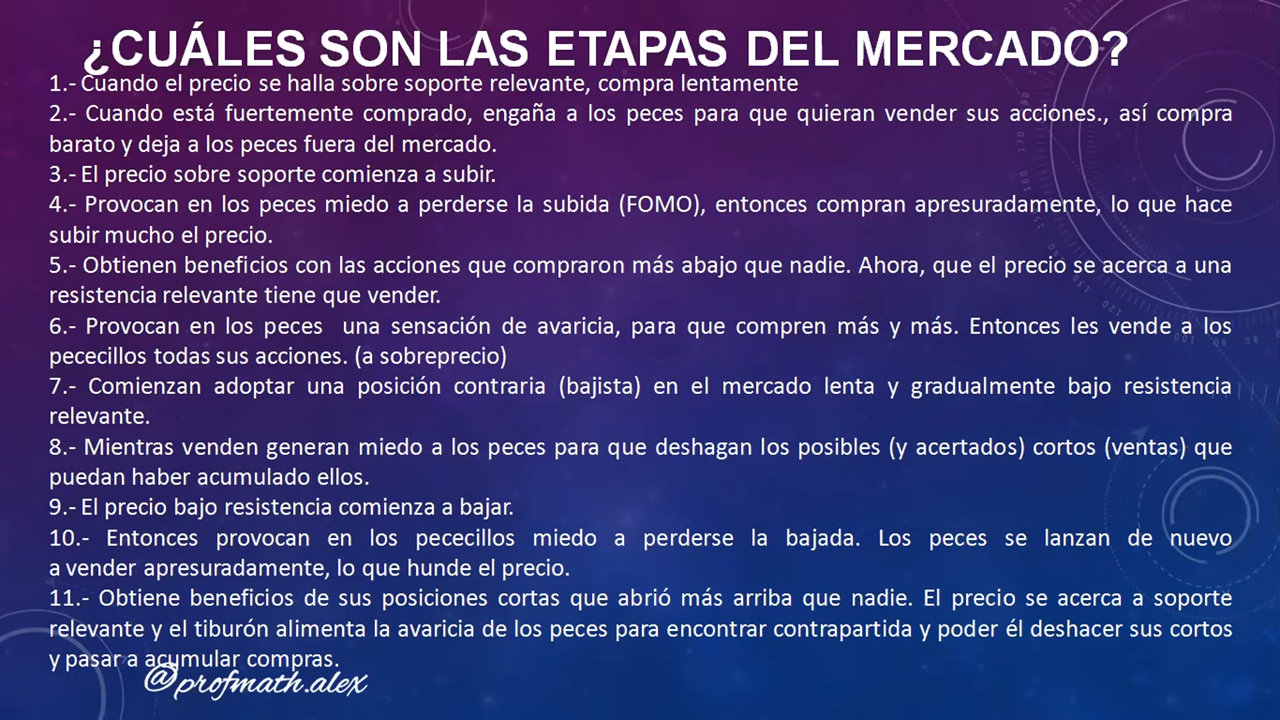 ¿CUÁLES SON LAS ETAPAS DEL MERCADO?
1.- Cuando el precio se halla sobre soporte relevante, compra lentamente
2.- Cuando está fuertemente comprado, engaña a los peces para que quieran vender sus acciones., así compra
barato y deja a los peces fuera del mercado.
3.- El precio sobre soporte comienza a subir.
4.- Provocan en los peces miedo a perderse la subida (FOMO), entonces compran apresuradamente, lo que hace
subir mucho el precio.
5.- Obtienen beneficios con las acciones que compraron más abajo que nadie. Ahora, que el precio se acerca a una
resistencia relevante tiene que vender.
6.- Provocan en los peces una sensación de avaricia, para que compren más y más. Entonces les vende a los
pececillos todas sus acciones. (a sobreprecio)
7.- Comienzan adoptar una posición contraria (bajista) en el mercado lenta y gradualmente bajo resistencia
relevante.
8.- Mientras venden generan miedo a los peces para que deshagan los posibles (y acertados) cortos (ventas) que
puedan haber acumulado ellos.
9.- El precio bajo resistencia comienza a bajar.
10.- Entonces provocan en los pececillos miedo a perderse la bajada. Los peces se lanzan de nuevo
a vender apresuradamente, lo que hunde el precio.
11.- Obtiene beneficios de sus posiciones cortas que abrió más arriba que nadie. El precio se acerca a soporte
relevante y el tiburón alimenta la avaricia de los peces para encontrar contrapartida y poder él deshacer sus cortos
y pasar a acumular compras.
@profmath.alex